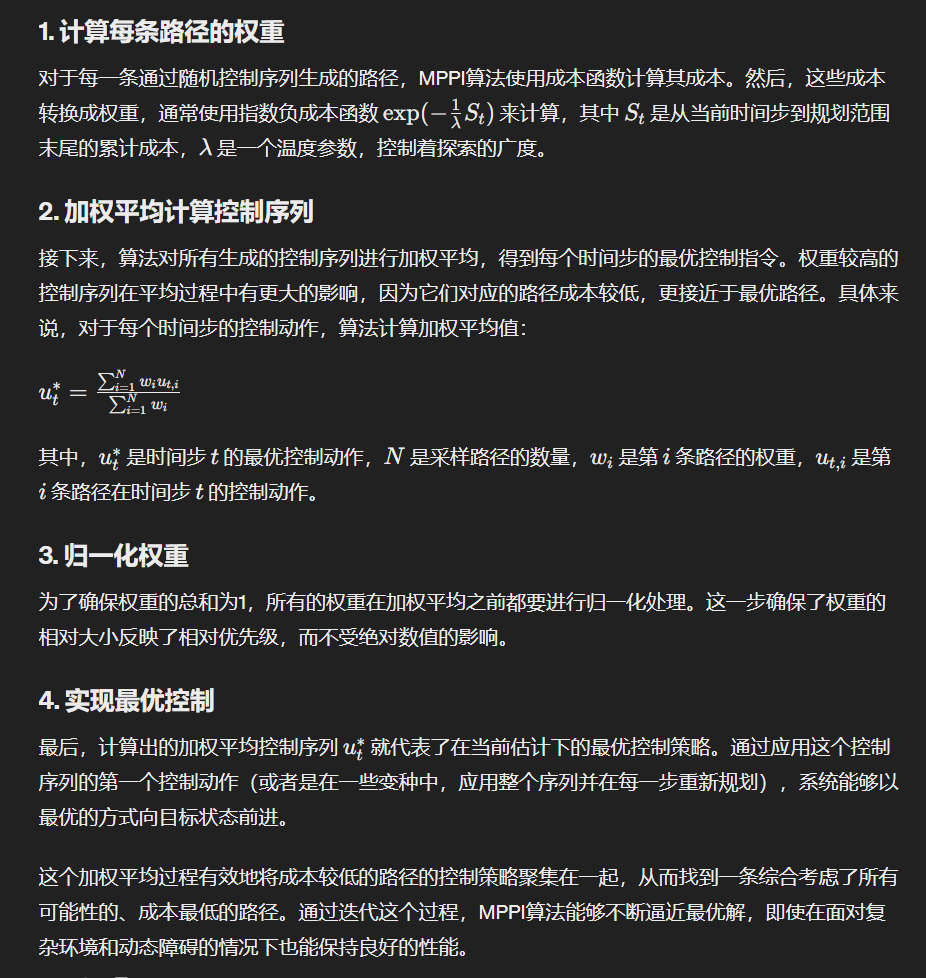 1. 计算每条路径的权重
对于每一条通过随机控制序列生成的路径，MPPI算法使用成本函数计算其成本。然后，这些成本
转换成权重，通常使用指数负成本函数 exp(−1/λ S_t) 来计算，其中 S_t 是从当前时间步到规划范围
末尾的累计成本，λ 是一个温度参数，控制着探索的广度。
2. 加权平均计算控制序列
接下来，算法对所有生成的控制序列进行加权平均，得到每个时间步的最优控制指令。权重较高的
控制序列在平均过程中有更大的影响，因为它们对应的路径成本较低，更接近于最优路径。具体来
说，对于每个时间步的控制动作，算法计算加权平均值：
u_t^* = \frac{\sum_{i=1}^{N} w_i u_{t,i}}{\sum_{i=1}^{N} w_i}
其中，u_t^* 是时间步 t 的最优控制动作，N 是采样路径的数量，w_i 是第 i 条路径的权重，u_{t,i} 是第
i 条路径在时间步 t 的控制动作。
3. 归一化权重
为了确保权重的总和为1，所有的权重在加权平均之前都要进行归一化处理。这一步确保了权重的
相对大小反映了相对优先级，而不受绝对数值的影响。
4. 实现最优控制
最后，计算出的加权平均控制序列 u_t^* 就代表了在当前估计下的最优控制策略。通过应用这个控制
序列的第一个控制动作（或者是在一些变种中，应用整个序列并在每一步重新规划），系统能够以
最优的方式向目标状态前进。
这个加权平均过程有效地将成本较低的路径的控制策略聚集在一起，从而找到一条综合考虑了所有
可能性的、成本最低的路径。通过迭代这个过程，MPPI算法能够不断逼近最优解，即使在面对复
杂环境和动态障碍的情况下也能保持良好的性能。